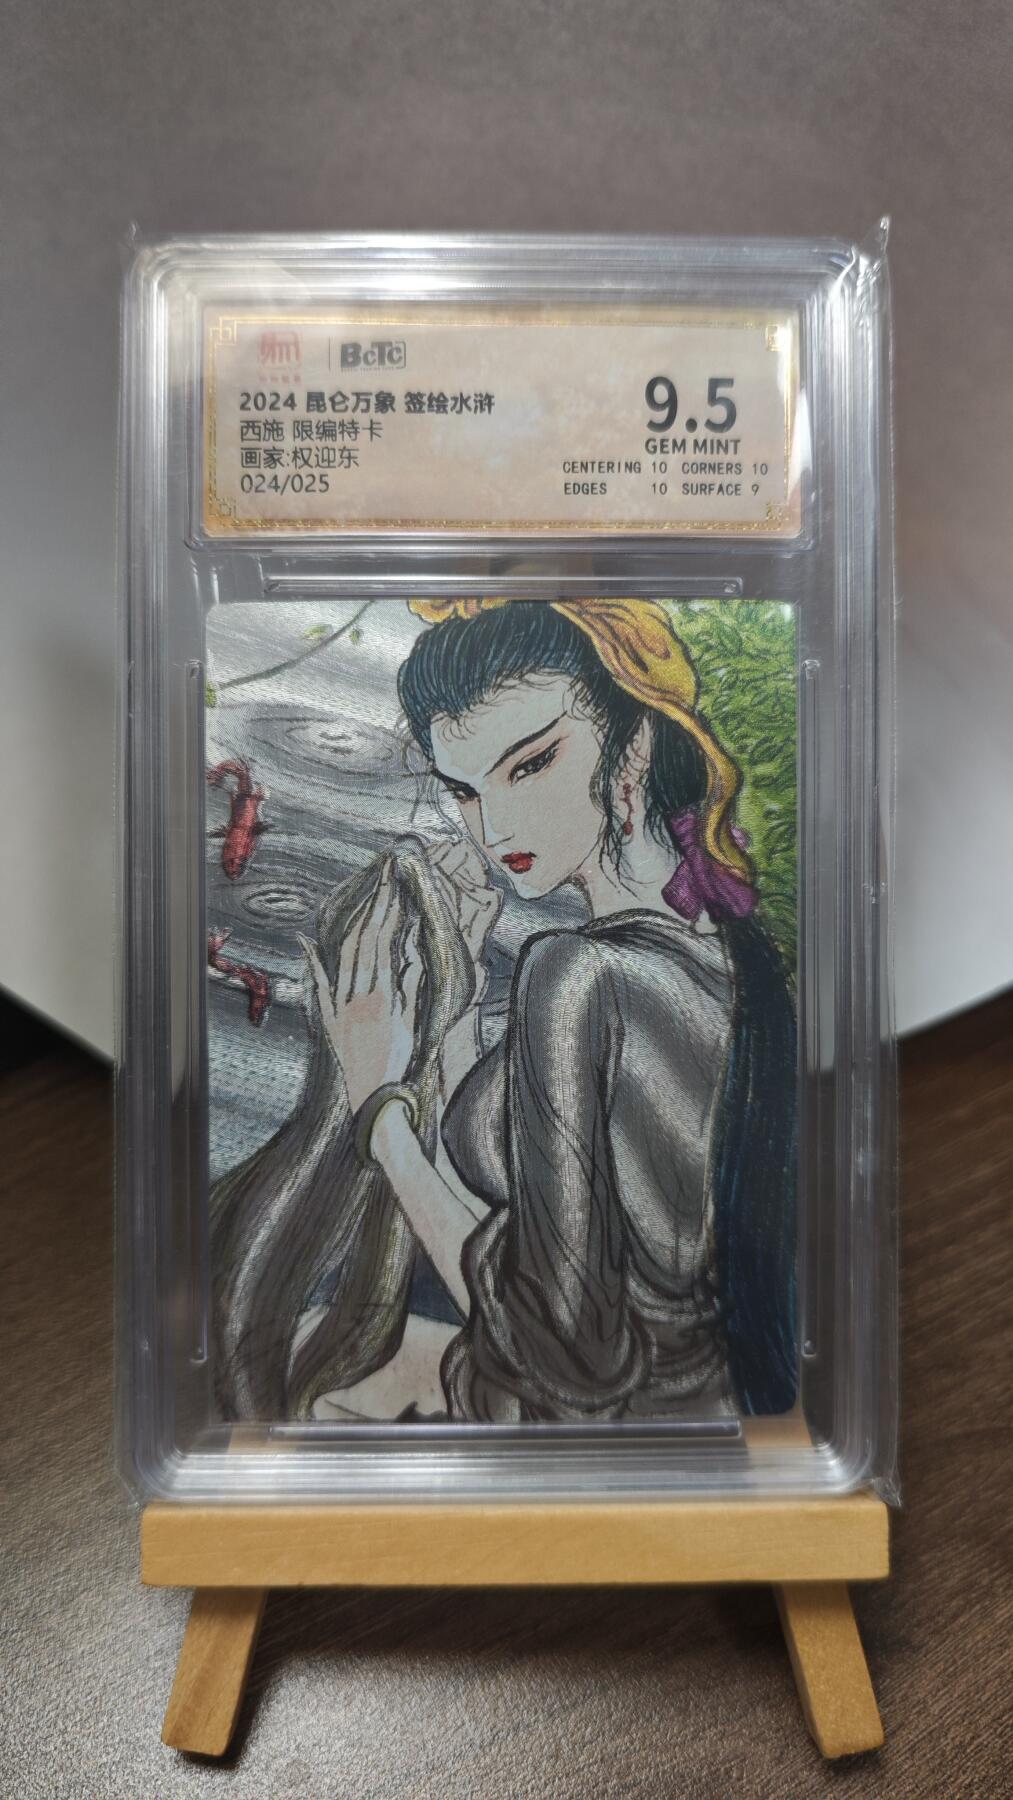 BCTC
2024 昆仑万象 签绘水浒
西施 限编特卡
画家:权迎东
024/025
9.5
GEM MINT
CENTERING 10 CORNERS 10
EDGES 10 SURFACE 9